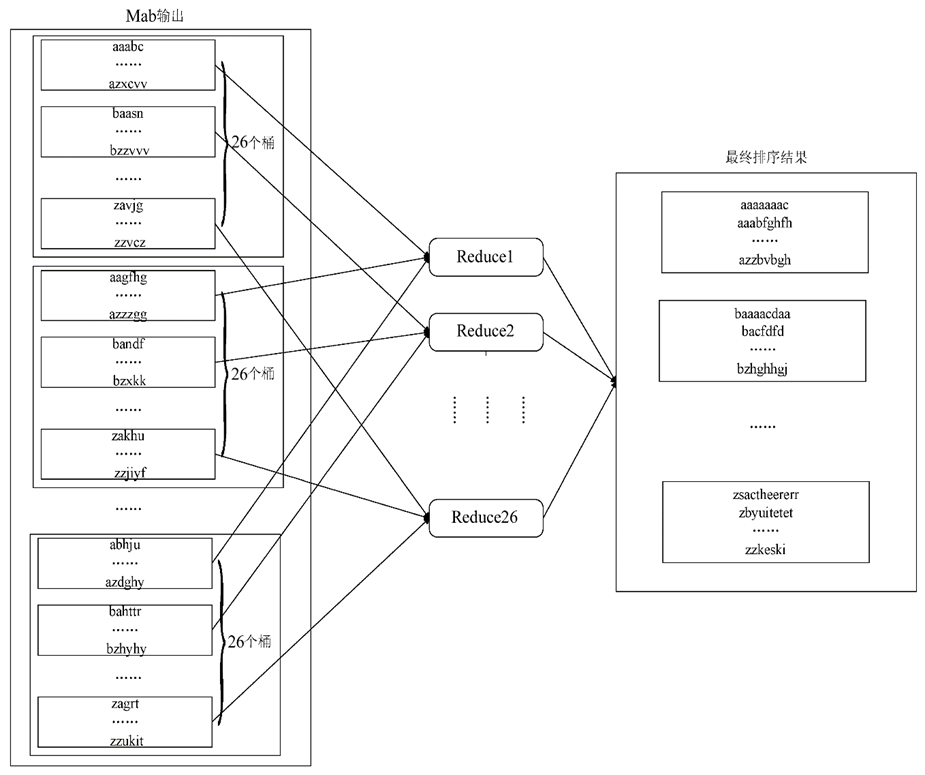 Mab输出
aaabc
……
azxcvv
baasn
……
bzzvvv
……
zavjg
……
zzvcz
26个桶
aagfhg
……
azzzgg
bandf
……
bzxkk
……
zakhu
……
zzjiyf
26个桶
……
abhju
……
azdghy
bahttr
……
bzhyhy
……
zagrt
……
zzukit
26个桶
Reduce1
Reduce2
Reduce26
最终排序结果
aaaaaaac
aaabfghfh
……
azzbvbgh
baaaacdaa
bacfdfd
……
bzhghhgj
……
zsactheererr
zbyuitetet
……
zzkeski